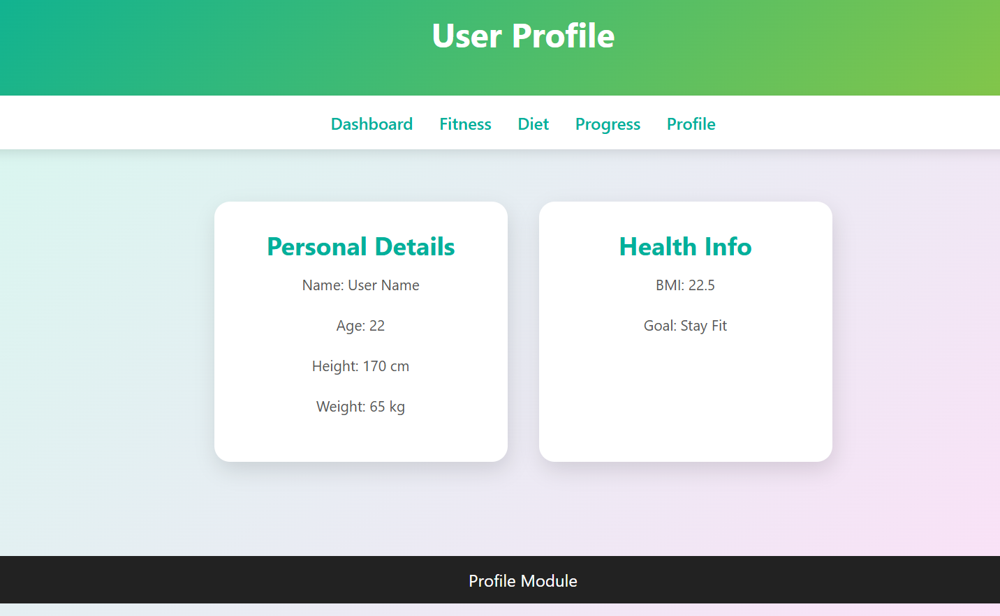 User Profile
Dashboard Fitness Diet Progress Profile
Personal Details
Name: User Name
Age: 22
Height: 170 cm
Weight: 65 kg
Health Info
BMI: 22.5
Goal: Stay Fit
Profile Module